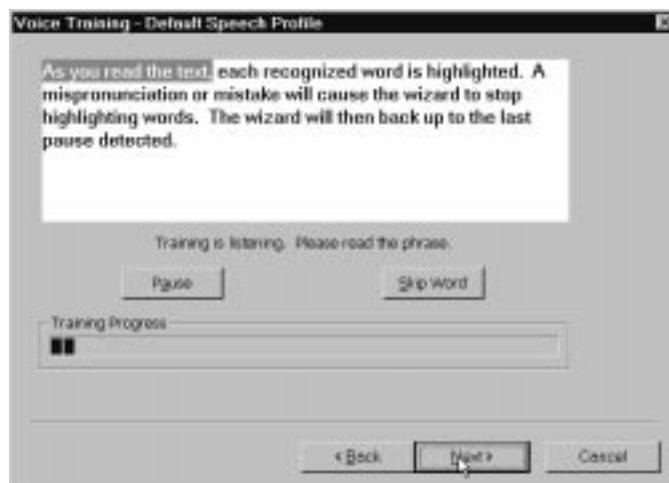 Voice Training - Default Speech Profile
As you read the text, each recognized word is highlighted. A
mispronunciation or mistake will cause the wizard to stop
highlighting words. The wizard will then back up to the last
pause detected.
Training is listening. Please read the phrase.
Pause
Skip Word
Training Progress
< Back
Next >
Cancel